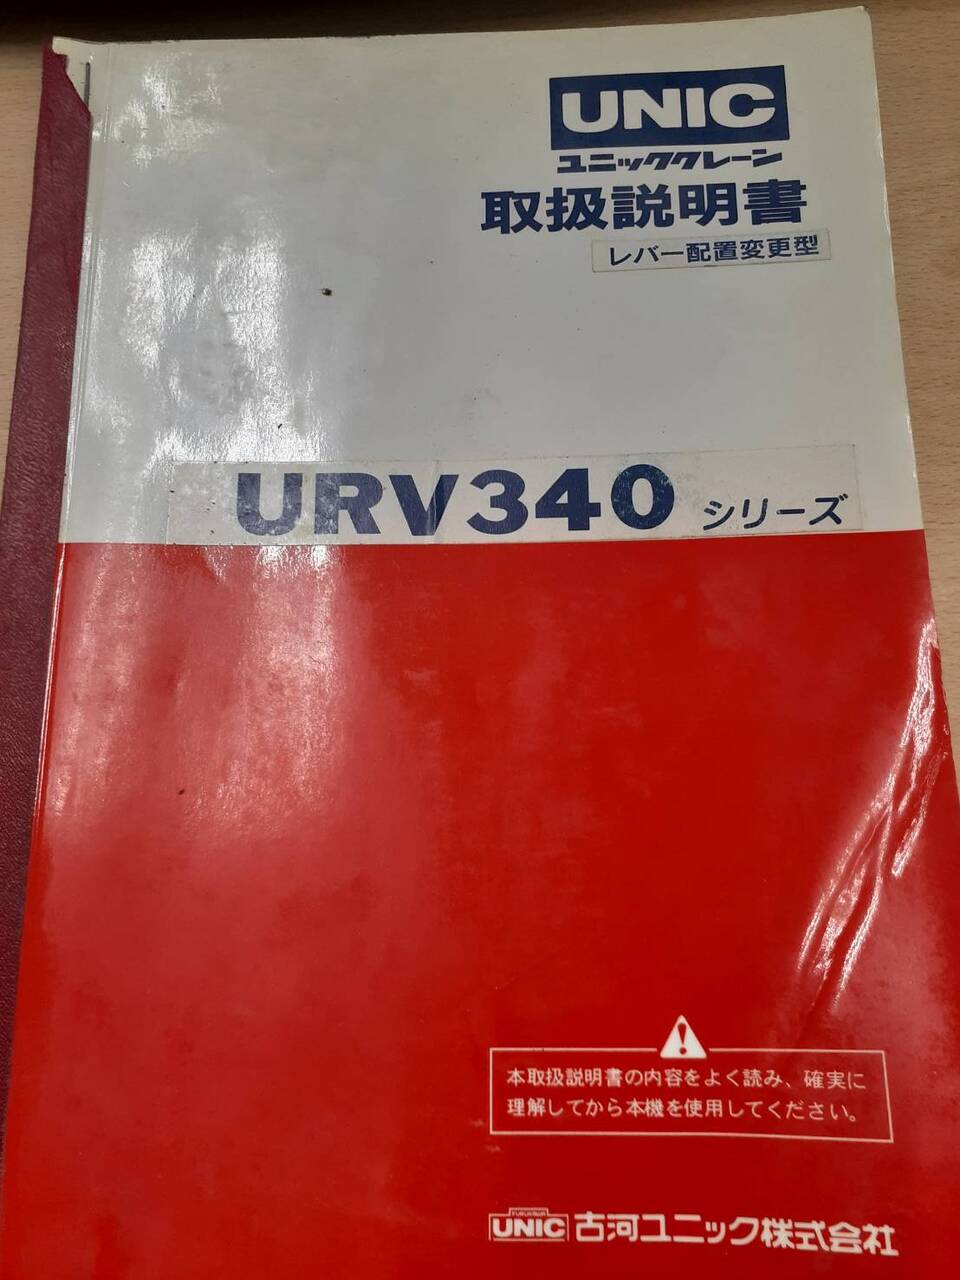 UNIC
ユニッククレーン
取扱説明書
レバー配置変更型
URV340 シリーズ
本取扱説明書の内容をよく読み、確実に
理解してから本機を使用してください。
FURUKAWA
UNIC 古河ユニック株式会社